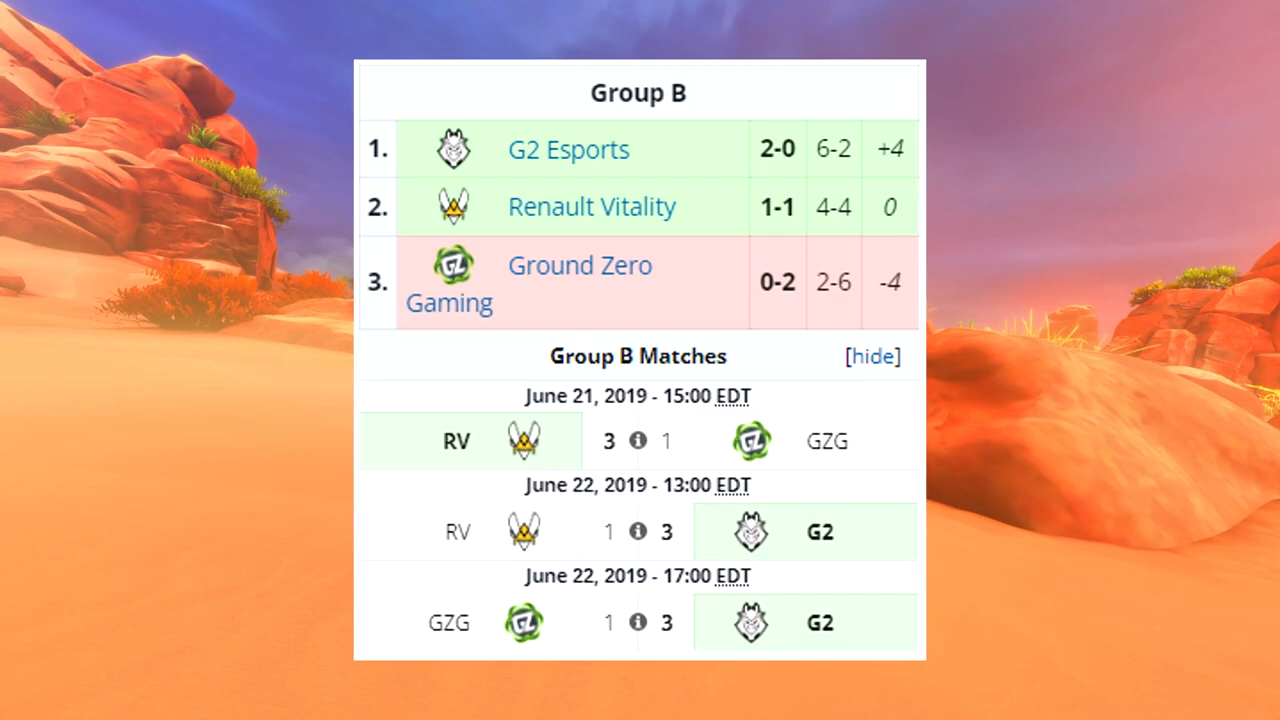 Group B
1. G2 Esports 2-0 6-2 +4
2. Renault Vitality 1-1 4-4 0
3. GZ Ground Zero Gaming 0-2 2-6 -4
Group B Matches [hide]
June 21, 2019 - 15:00 EDT
RV 3 i 1 GZ GZG
June 22, 2019 - 13:00 EDT
RV 1 i 3 G2
June 22, 2019 - 17:00 EDT
GZG GZ 1 i 3 G2